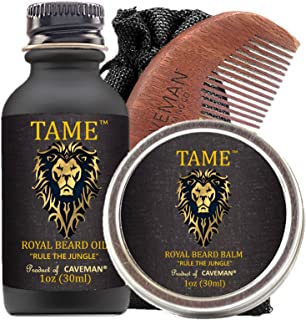 TAME™
ROYAL BEARD OIL
"RULE THE JUNGLE"
Product of CAVEMAN®
1oz (30ml)
TAME™
ROYAL BEARD BALM
"RULE THE JUNGLE"
Product of CAVEMAN®
1oz (30ml)